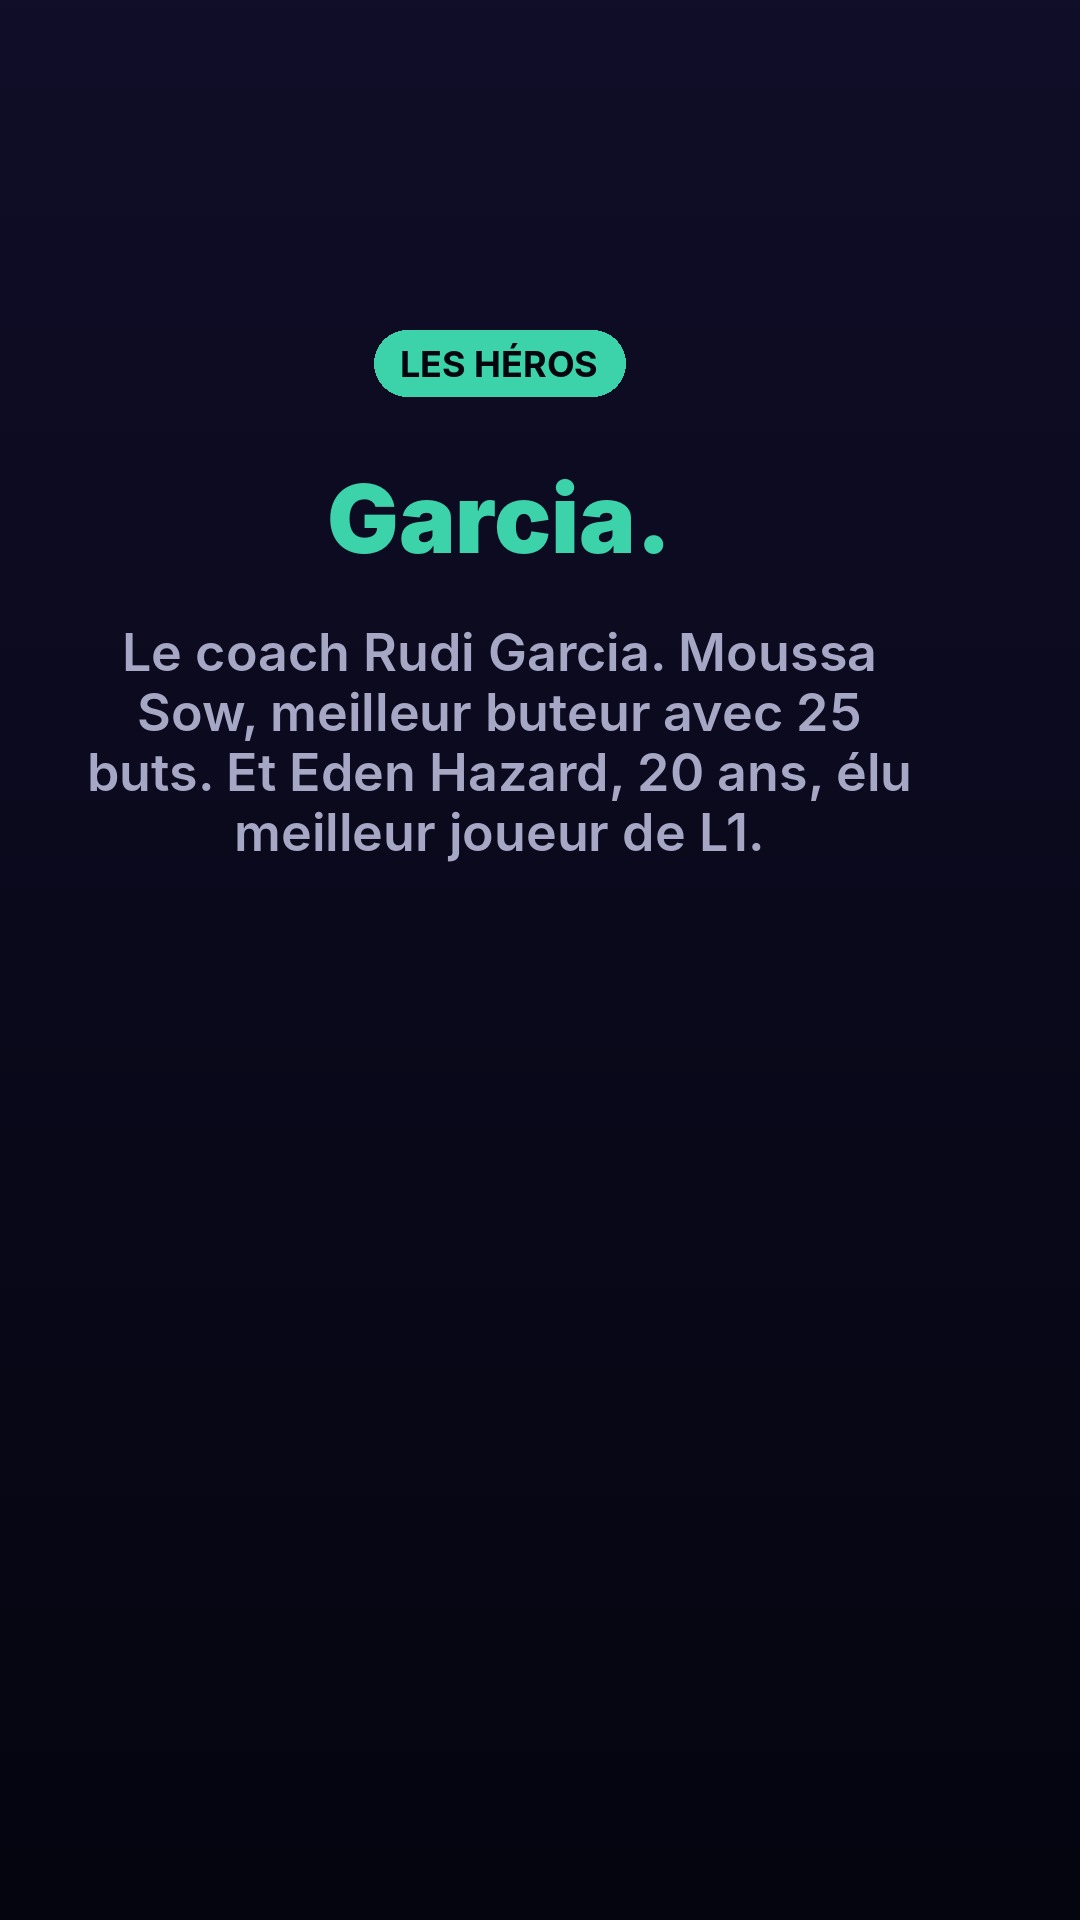 LES HÉROS
Garcia.
Le coach Rudi Garcia. Moussa
Sow, meilleur buteur avec 25
buts. Et Eden Hazard, 20 ans, élu
meilleur joueur de L1.